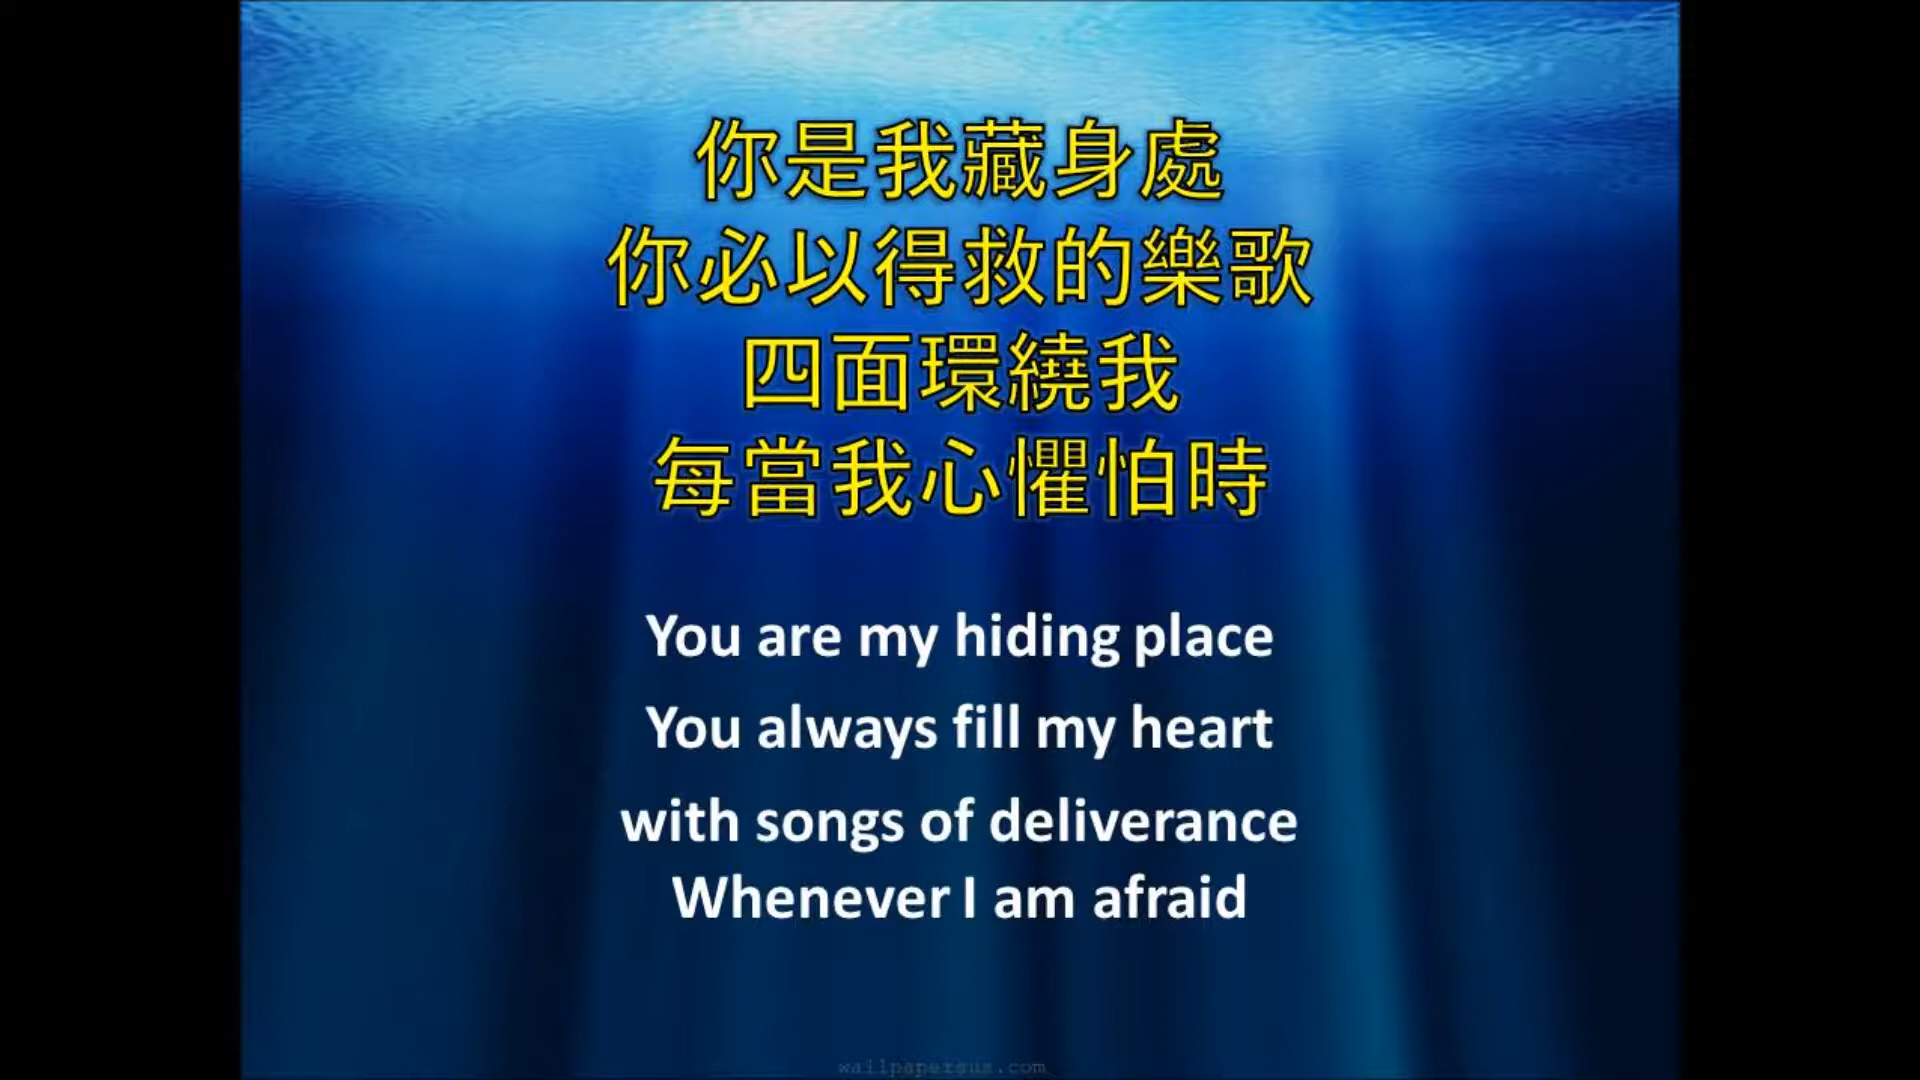 你是我藏身處
你必以得救的樂歌
四面環繞我
每當我心懼怕時
You are my hiding place
You always fill my heart
with songs of deliverance
Whenever I am afraid
wallpapersus.com